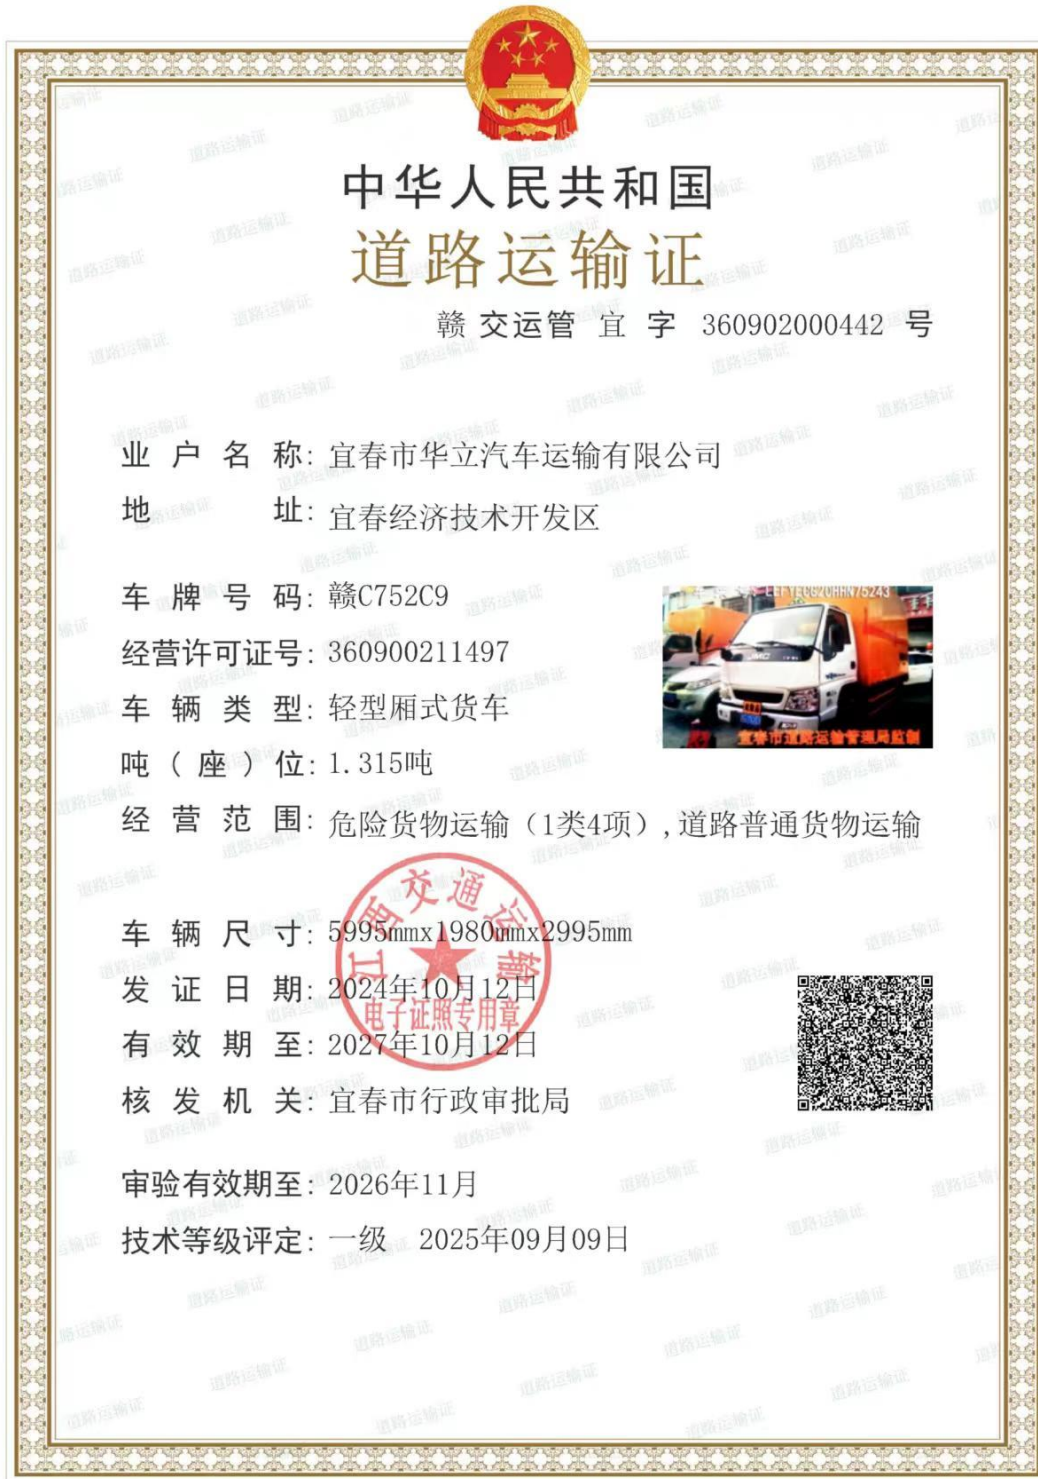 中华人民共和国
道路运输证
赣 交运管 宜 字 360902000442 号
业户名称: 宜春市华立汽车运输有限公司
地址: 宜春经济技术开发区
车牌号码: 赣C752C9
经营许可证号: 360900211497
车辆类型: 轻型厢式货车
吨(座)位: 1.315吨
经营范围: 危险货物运输（1类4项）,道路普通货物运输
宜春市道路运输管理局监制
车辆尺寸: 5995mmx1980mmx2995mm
发证日期: 2024年10月12日
有效期至: 2027年10月12日
核发机关: 宜春市行政审批局
江西交通运输
电子证照专用章
审验有效期至: 2026年11月
技术等级评定: 一级 2025年09月09日
道路运输证